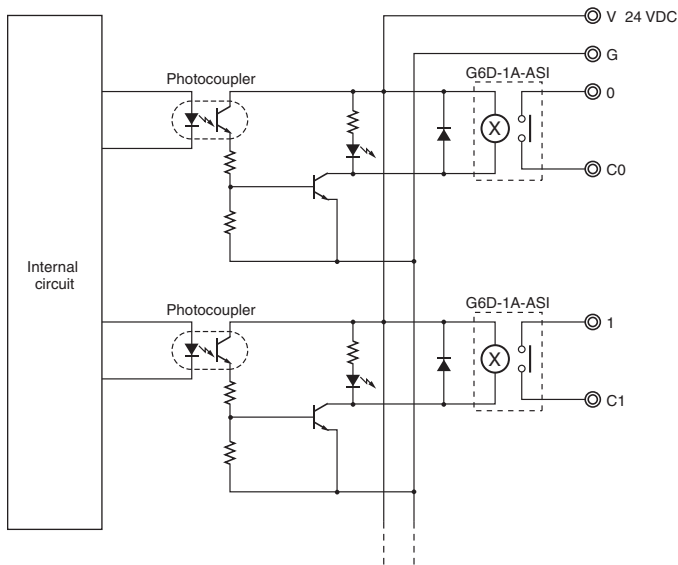 V 24 VDC
G
Photocoupler
G6D-1A-ASI
0
X
C0
Internal
circuit
Photocoupler
G6D-1A-ASI
1
X
C1